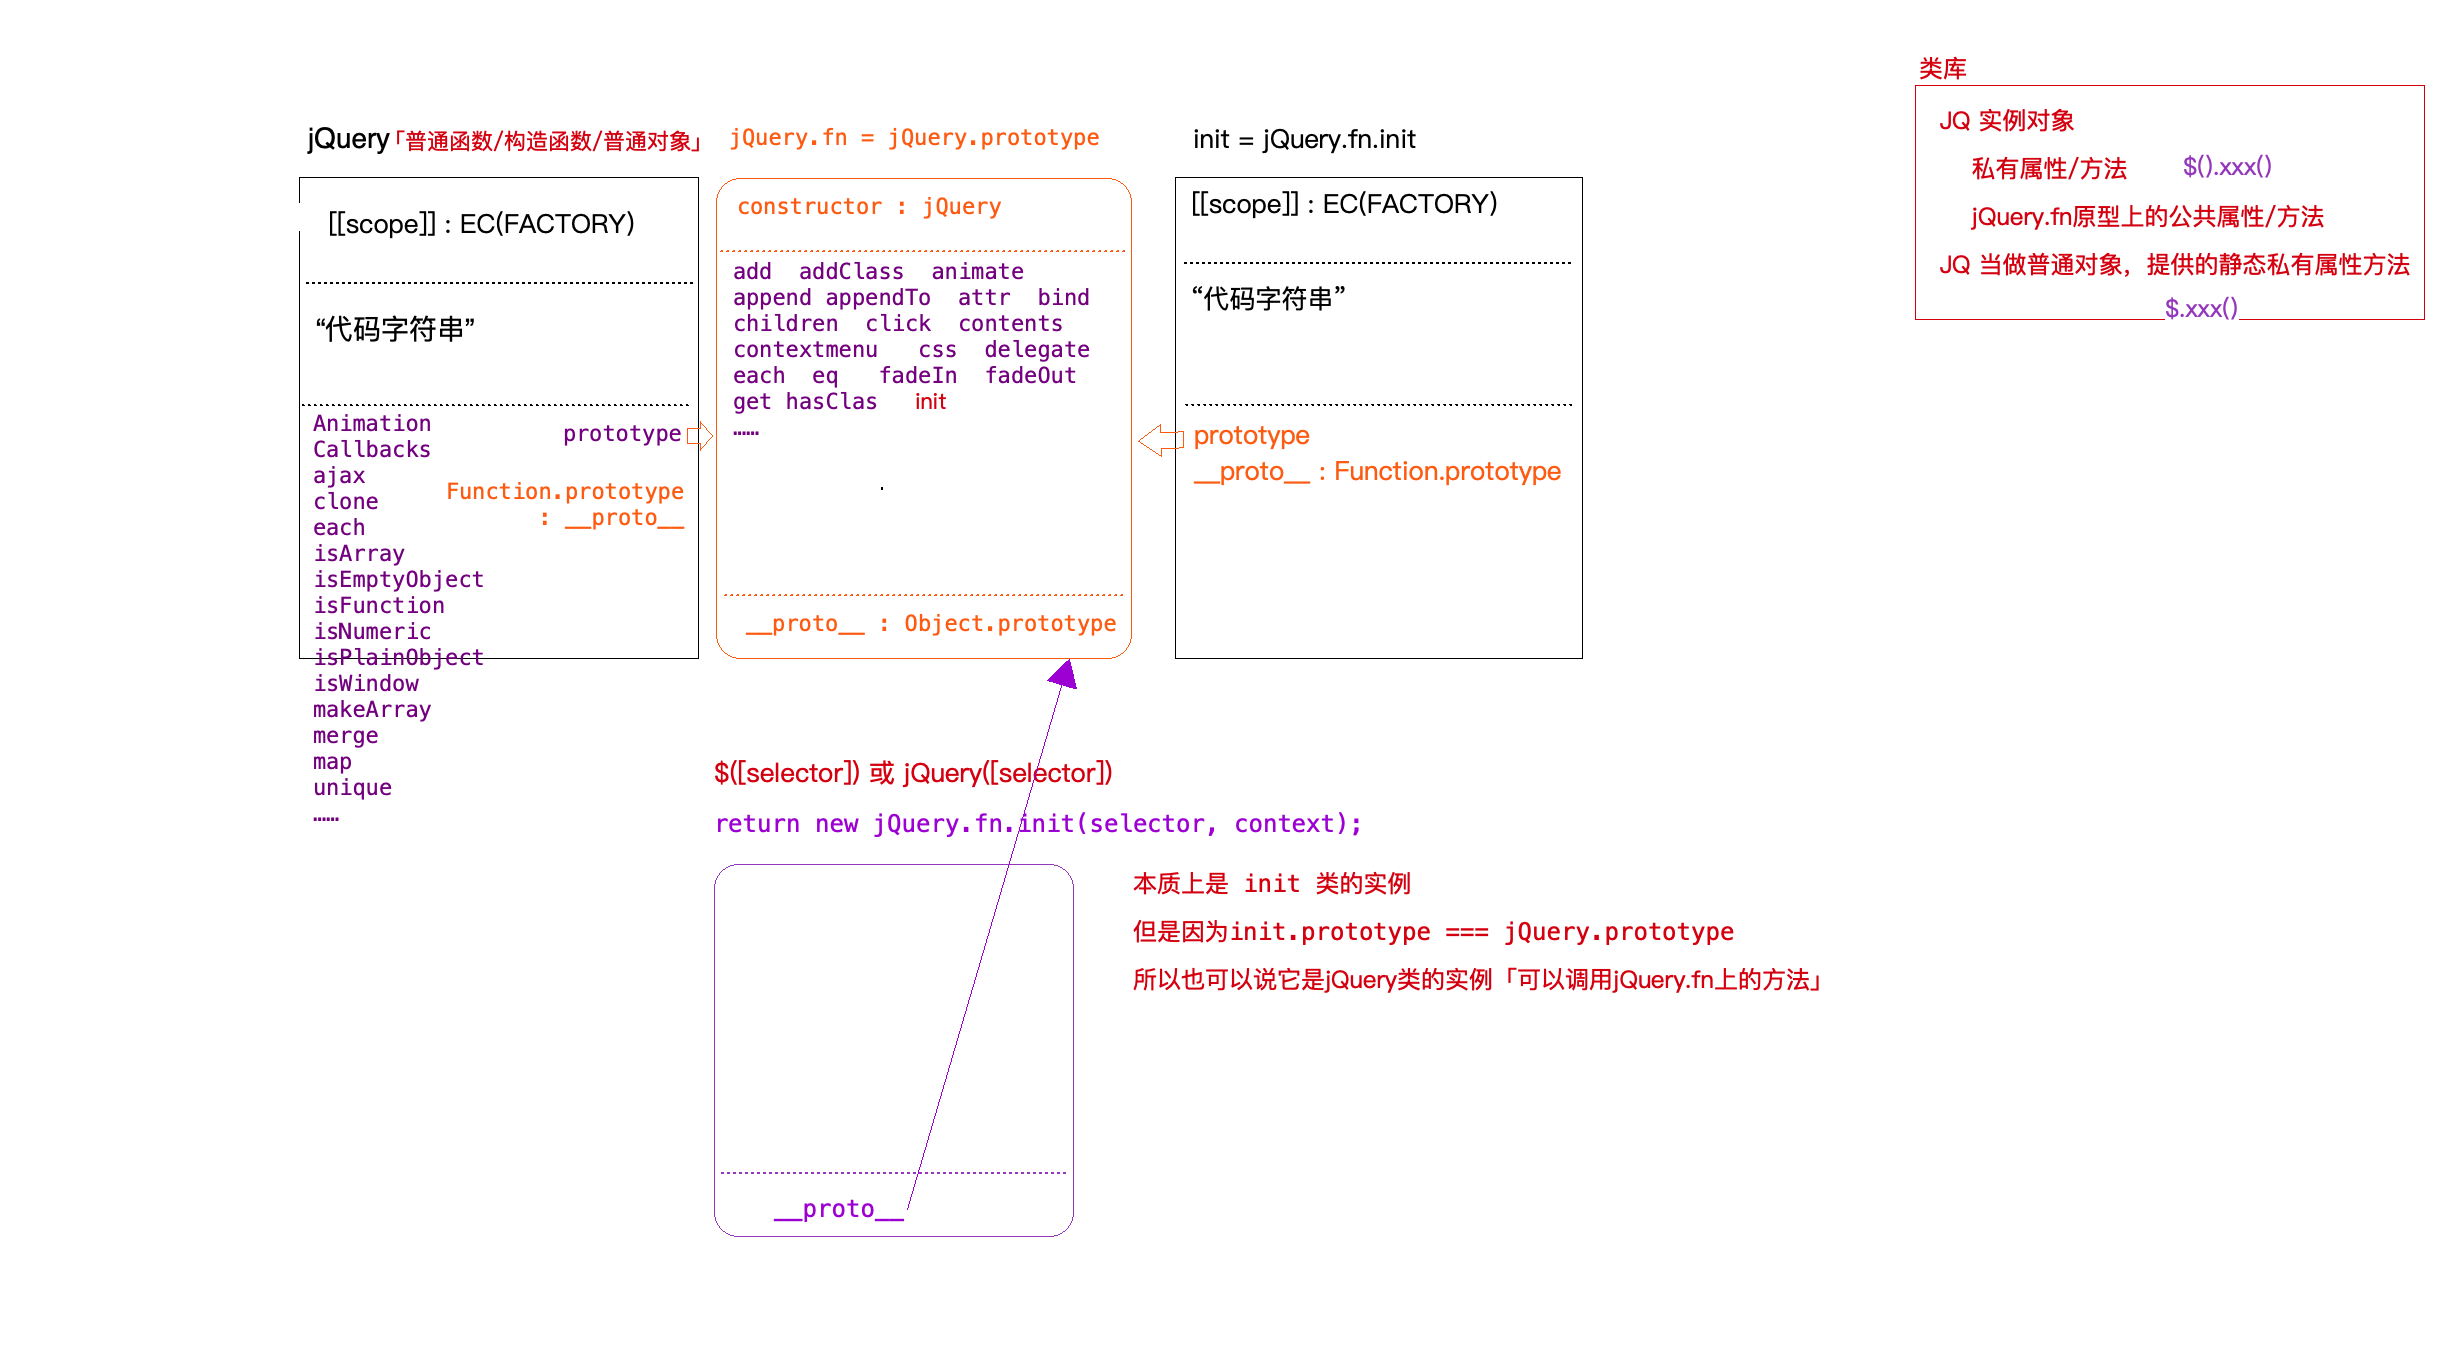 jQuery「普通函数/构造函数/普通对象」
[[scope]] : EC(FACTORY)
“代码字符串”
Animation
Callbacks
ajax
clone
each
isArray
isEmptyObject
isFunction
isNumeric
isPlainObject
isWindow
makeArray
merge
map
unique
……
prototype
Function.prototype
: __proto__
jQuery.fn = jQuery.prototype
constructor : jQuery
add addClass animate
append appendTo attr bind
children click contents
contextmenu css delegate
each eq fadeIn fadeOut
get hasClas init
……
__proto__ : Object.prototype
init = jQuery.fn.init
[[scope]] : EC(FACTORY)
“代码字符串”
prototype
__proto__ : Function.prototype
类库
JQ 实例对象
私有属性/方法 $().xxx()
jQuery.fn原型上的公共属性/方法
JQ 当做普通对象，提供的静态私有属性方法
$.xxx()
$([selector]) 或 jQuery([selector])
return new jQuery.fn.init(selector, context);
__proto__
本质上是 init 类的实例
但是因为init.prototype === jQuery.prototype
所以也可以说它是jQuery类的实例「可以调用jQuery.fn上的方法」